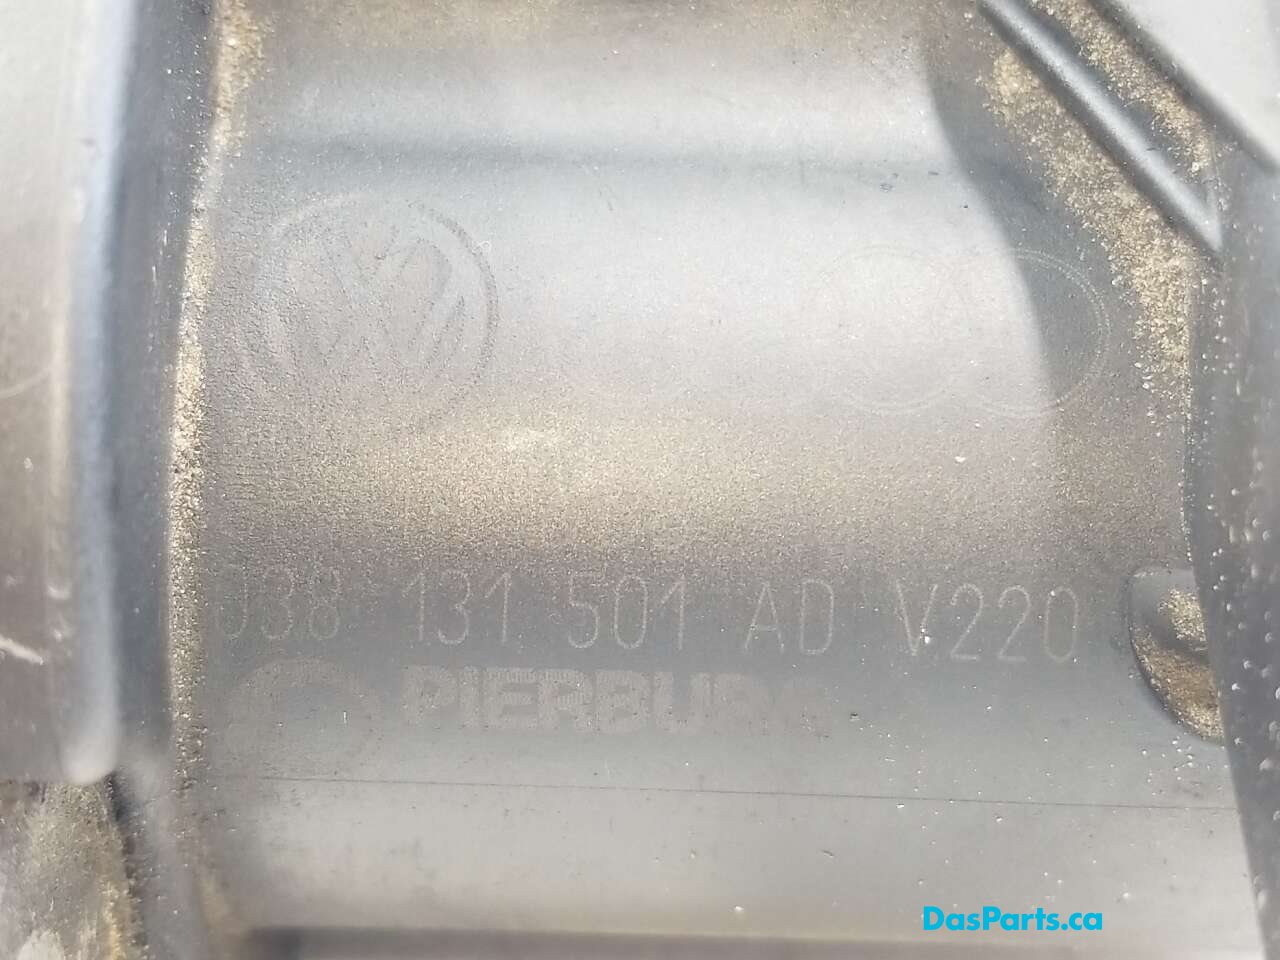 038 131 501 AD V220
PIERBURG
DasParts.ca